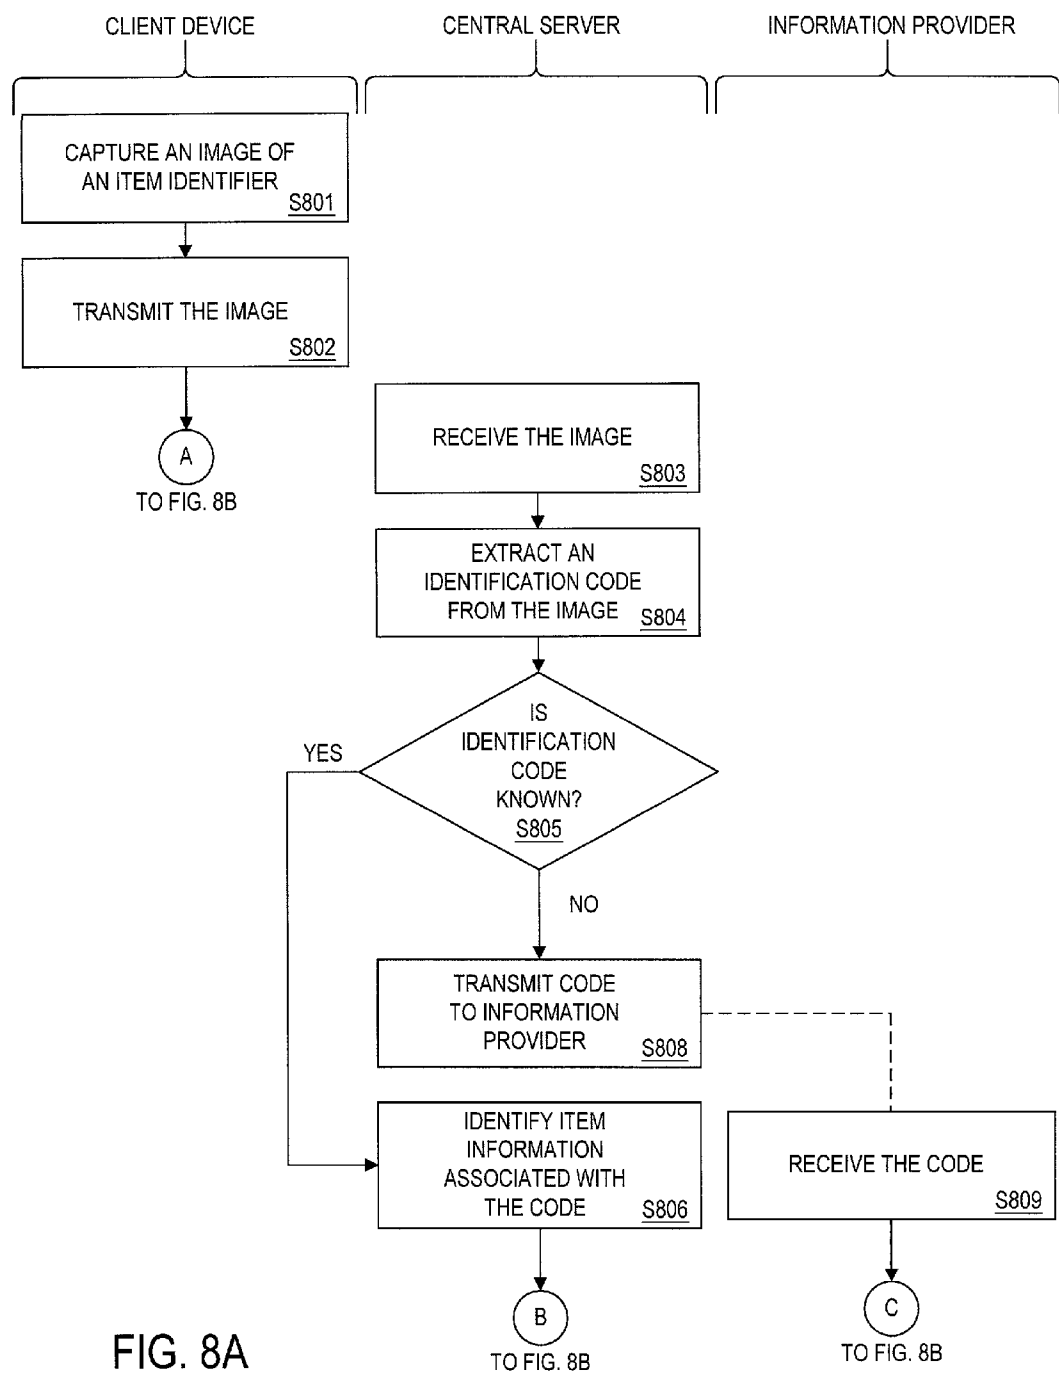 CLIENT DEVICE
CENTRAL SERVER
INFORMATION PROVIDER
CAPTURE AN IMAGE OF
AN ITEM IDENTIFIER
S801
TRANSMIT THE IMAGE
S802
A
TO FIG. 8B
RECEIVE THE IMAGE
S803
EXTRACT AN
IDENTIFICATION CODE
FROM THE IMAGE
S804
IS
IDENTIFICATION
CODE
KNOWN?
S805
YES
NO
TRANSMIT CODE
TO INFORMATION
PROVIDER
S808
IDENTIFY ITEM
INFORMATION
ASSOCIATED WITH
THE CODE
S806
RECEIVE THE CODE
S809
B
TO FIG. 8B
C
TO FIG. 8B
FIG. 8A